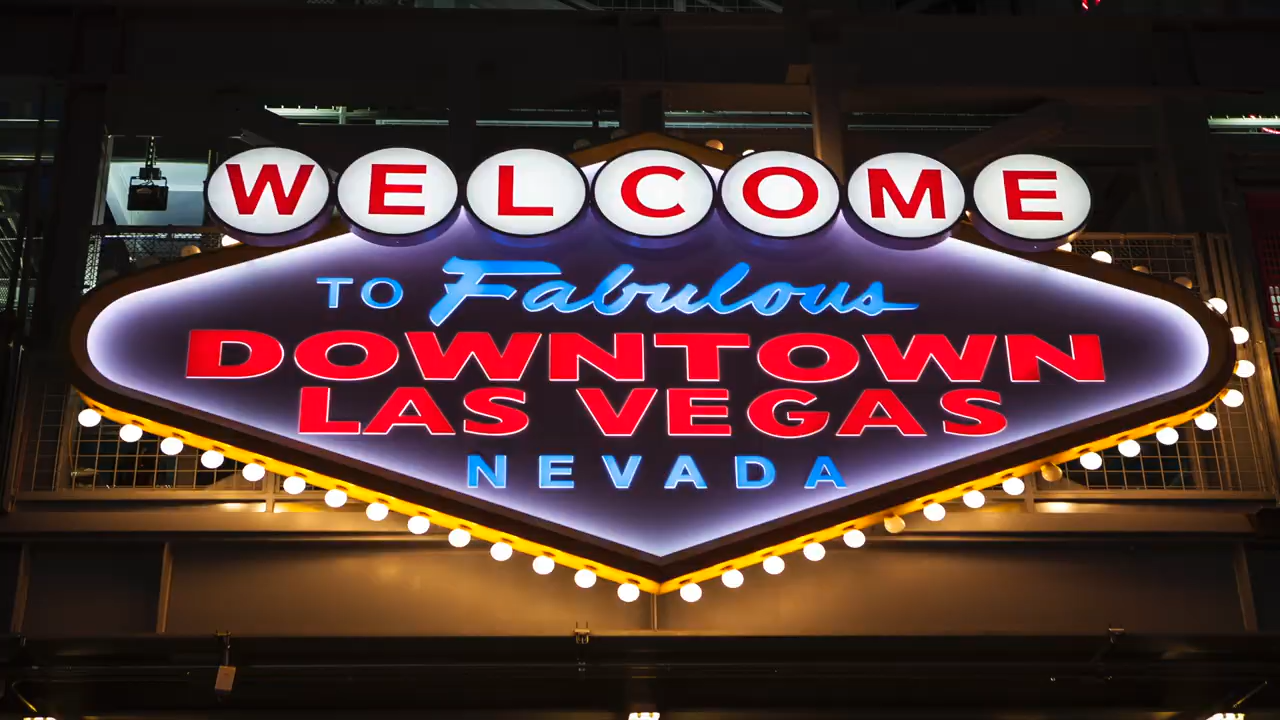 WELCOME
TO Fabulous
DOWNTOWN
LAS VEGAS
NEVADA